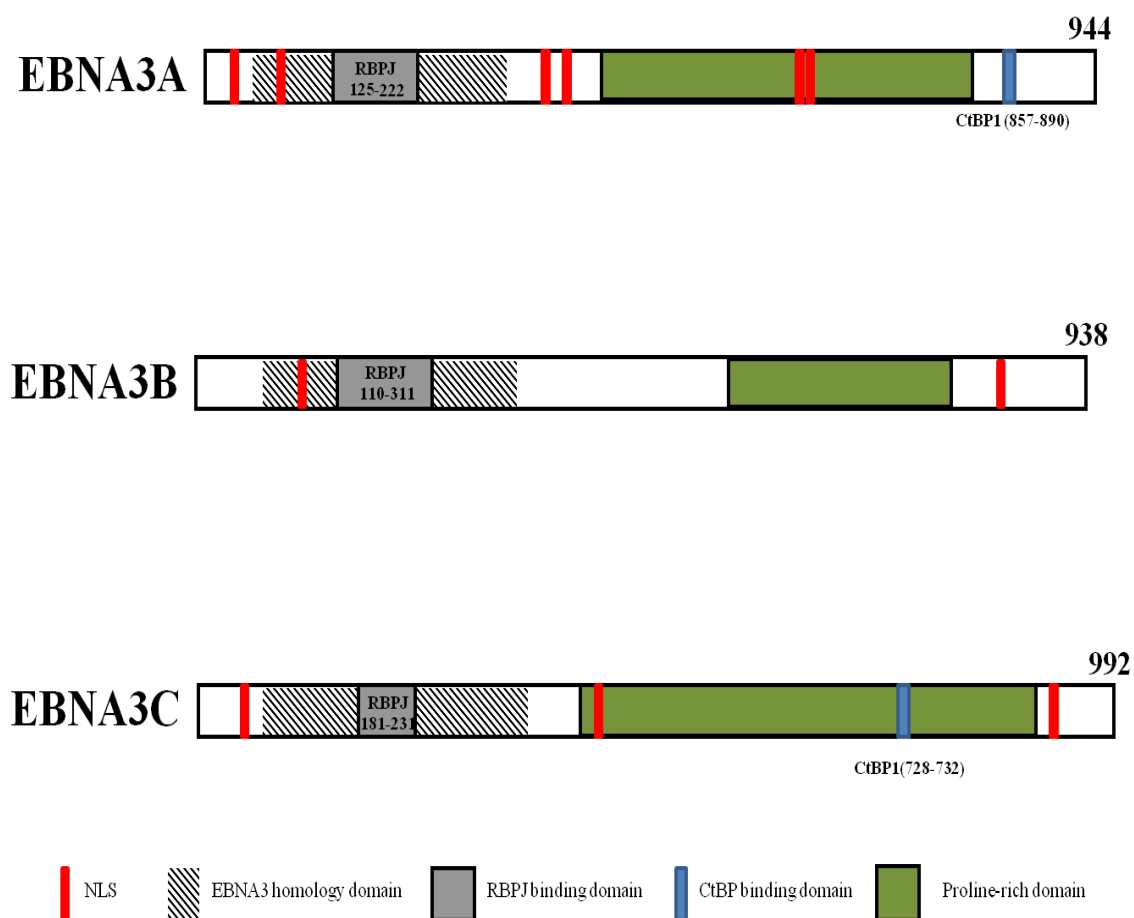 944
EBNA3A
RBPJ
125-222
CtBP1 (857-890)
938
EBNA3B
RBPJ
110-311
992
EBNA3C
RBPJ
181-231
CtBP1(728-732)
NLS
EBNA3 homology domain
RBPJ binding domain
CtBP binding domain
Proline-rich domain